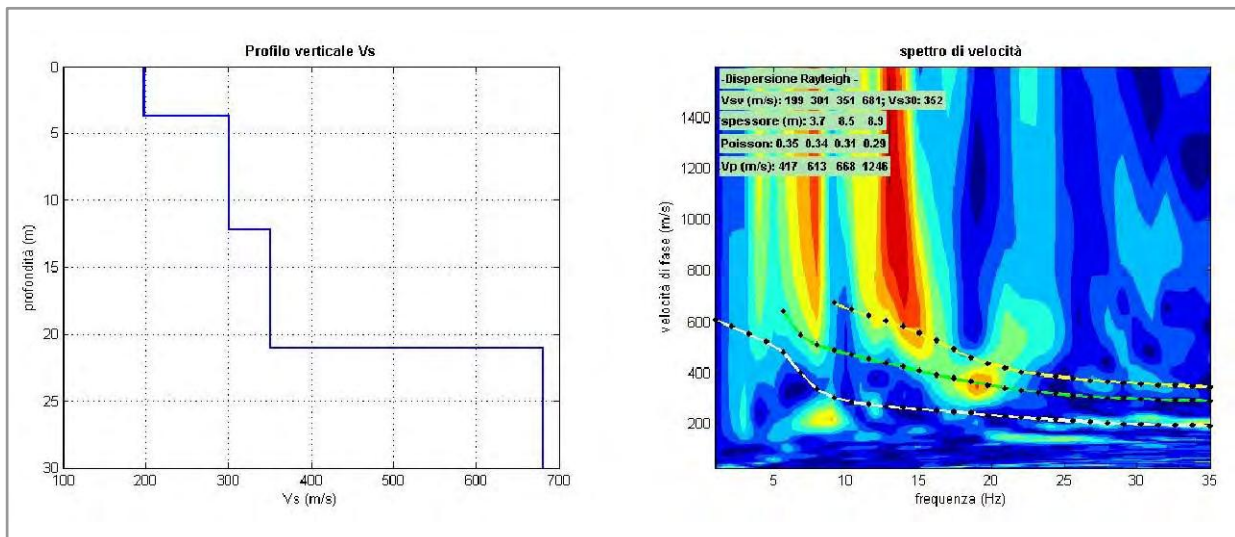 Profilo verticale Vs
0
5
10
15
20
25
30
profondità (m)
100
200
300
400
500
600
700
Vs (m/s)
spettro di velocità
-Dispersione Rayleigh -
Vsv (m/s): 199 301 351 681; Vs30: 352
spessore (m): 3.7 8.5 8.9
Poisson: 0.35 0.34 0.31 0.29
Vp (m/s): 417 613 668 1246
1400
1200
1000
800
600
400
200
velocità di fase (m/s)
5
10
15
20
25
30
35
frequenza (Hz)